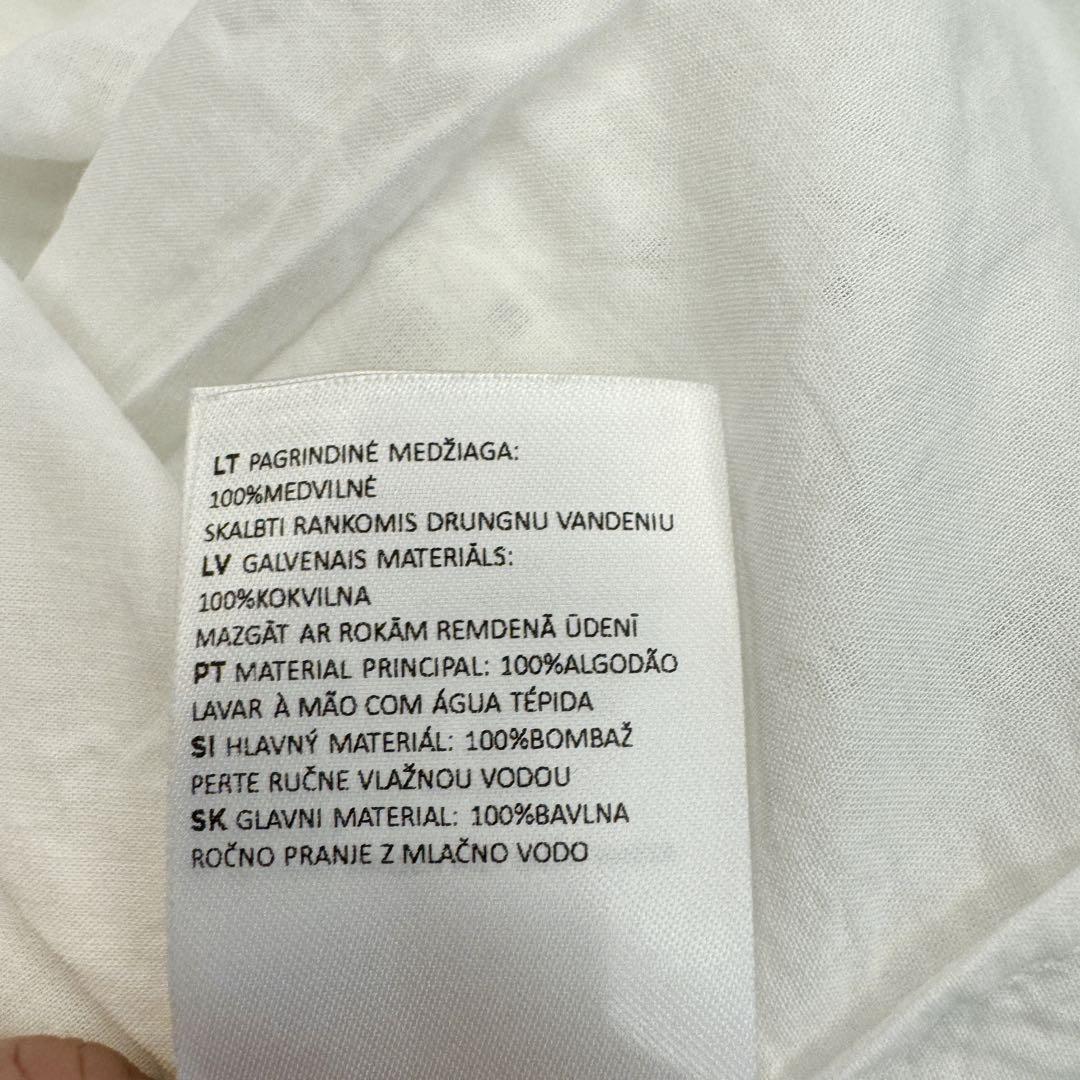 LT PAGRINDINĖ MEDŽIAGA:
100%MEDVILNĖ
SKALBTI RANKOMIS DRUNGNU VANDENIU
LV GALVENAIS MATERIĀLS:
100%KOKVILNA
MAZGĀT AR ROKĀM REMDENĀ ŪDENĪ
PT MATERIAL PRINCIPAL: 100%ALGODÃO
LAVAR À MÃO COM ÁGUA TÉPIDA
SI HLAVNÝ MATERIÁL: 100%BOMBAŽ
PERTE RUČNE VLAŽNOU VODOU
SK GLAVNI MATERIAL: 100%BAVLNA
ROČNO PRANJE Z MLAČNO VODO